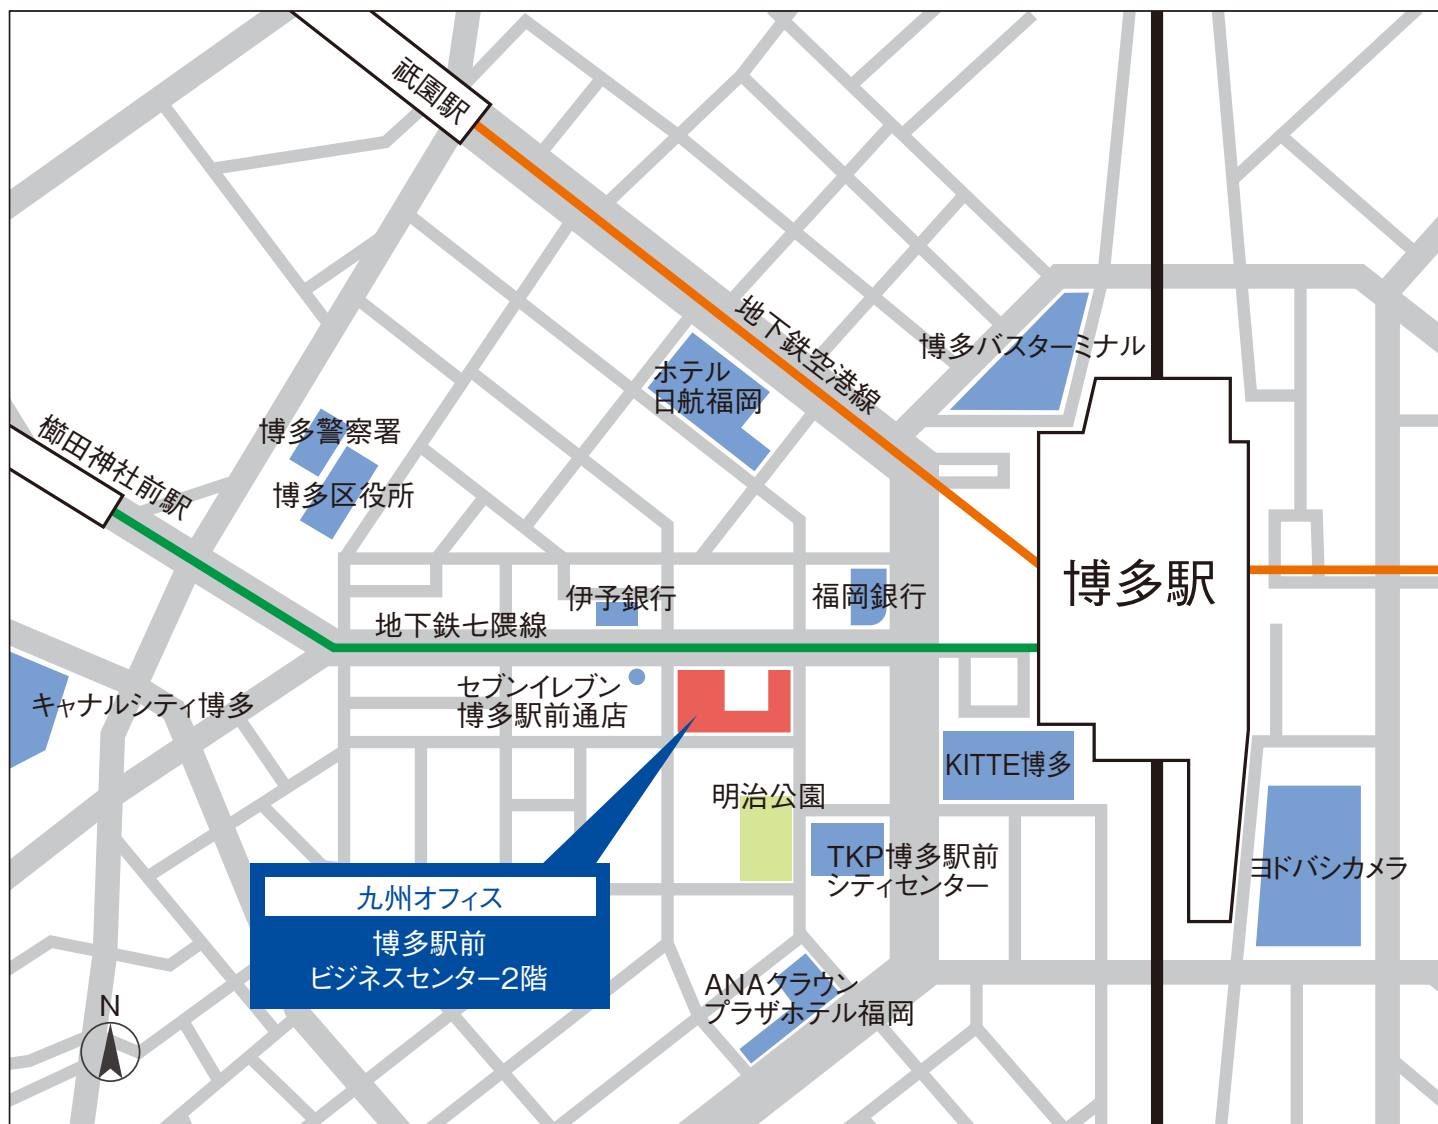 祇園駅
地下鉄空港線
博多バスターミナル
ホテル
日航福岡
博多警察署
博多区役所
櫛田神社前駅
博多駅
伊予銀行
福岡銀行
地下鉄七隈線
セブンイレブン
博多駅前通店
キャナルシティ博多
KITTE博多
明治公園
TKP博多駅前
シティセンター
ヨドバシカメラ
九州オフィス
博多駅前
ビジネスセンター2階
ANAクラウン
プラザホテル福岡
N